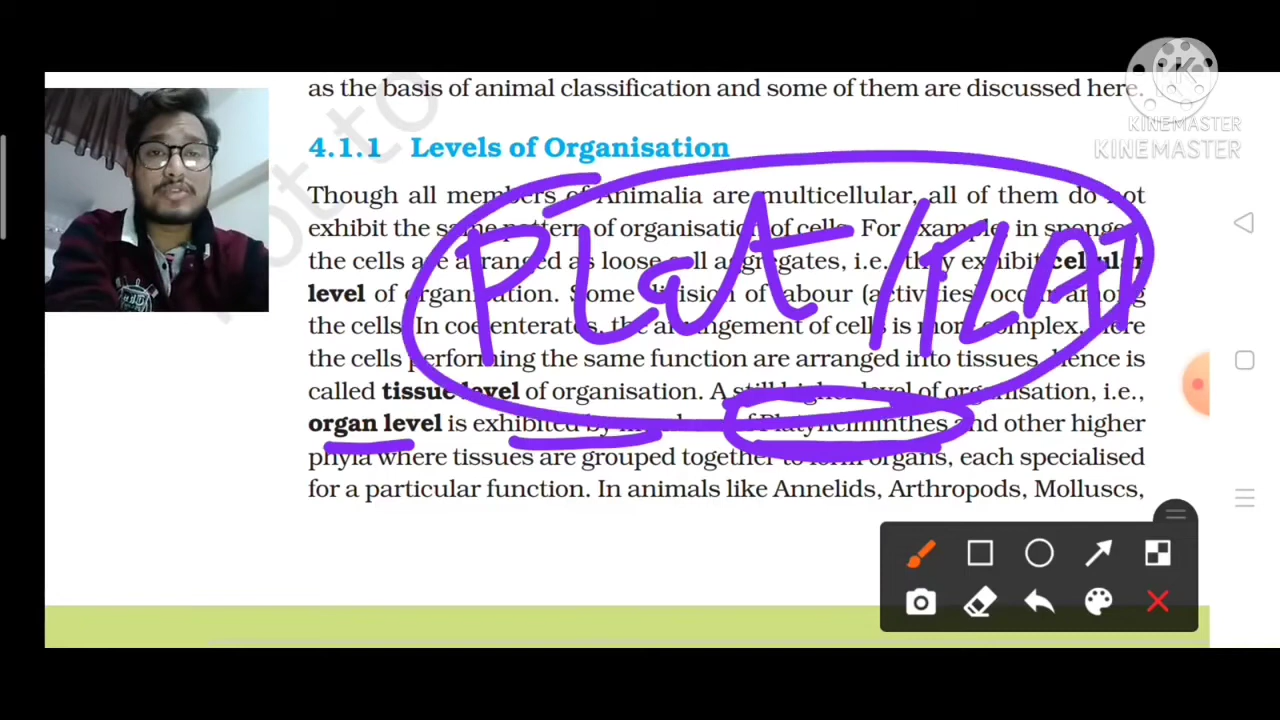 as the basis of animal classification and some of them are discussed here.
KINEMASTER
KINEMASTER
4.1.1 Levels of Organisation
Though all members of Animalia are multicellular, all of them do not
exhibit the same pattern of organisation of cells. For example, in sponges,
the cells are arranged as loose cell aggregates, i.e., they exhibit cellular
level of organisation. Some division of labour (activities) occur among
the cells. In coelenterates, the arrangement of cells is more complex. Here
the cells performing the same function are arranged into tissues, hence is
called tissue level of organisation. A still higher level of organisation, i.e.,
organ level is exhibited by members of Platyhelminthes and other higher
phyla where tissues are grouped together to form organs, each specialised
for a particular function. In animals like Annelids, Arthropods, Molluscs,
Plat / FLAT
not to